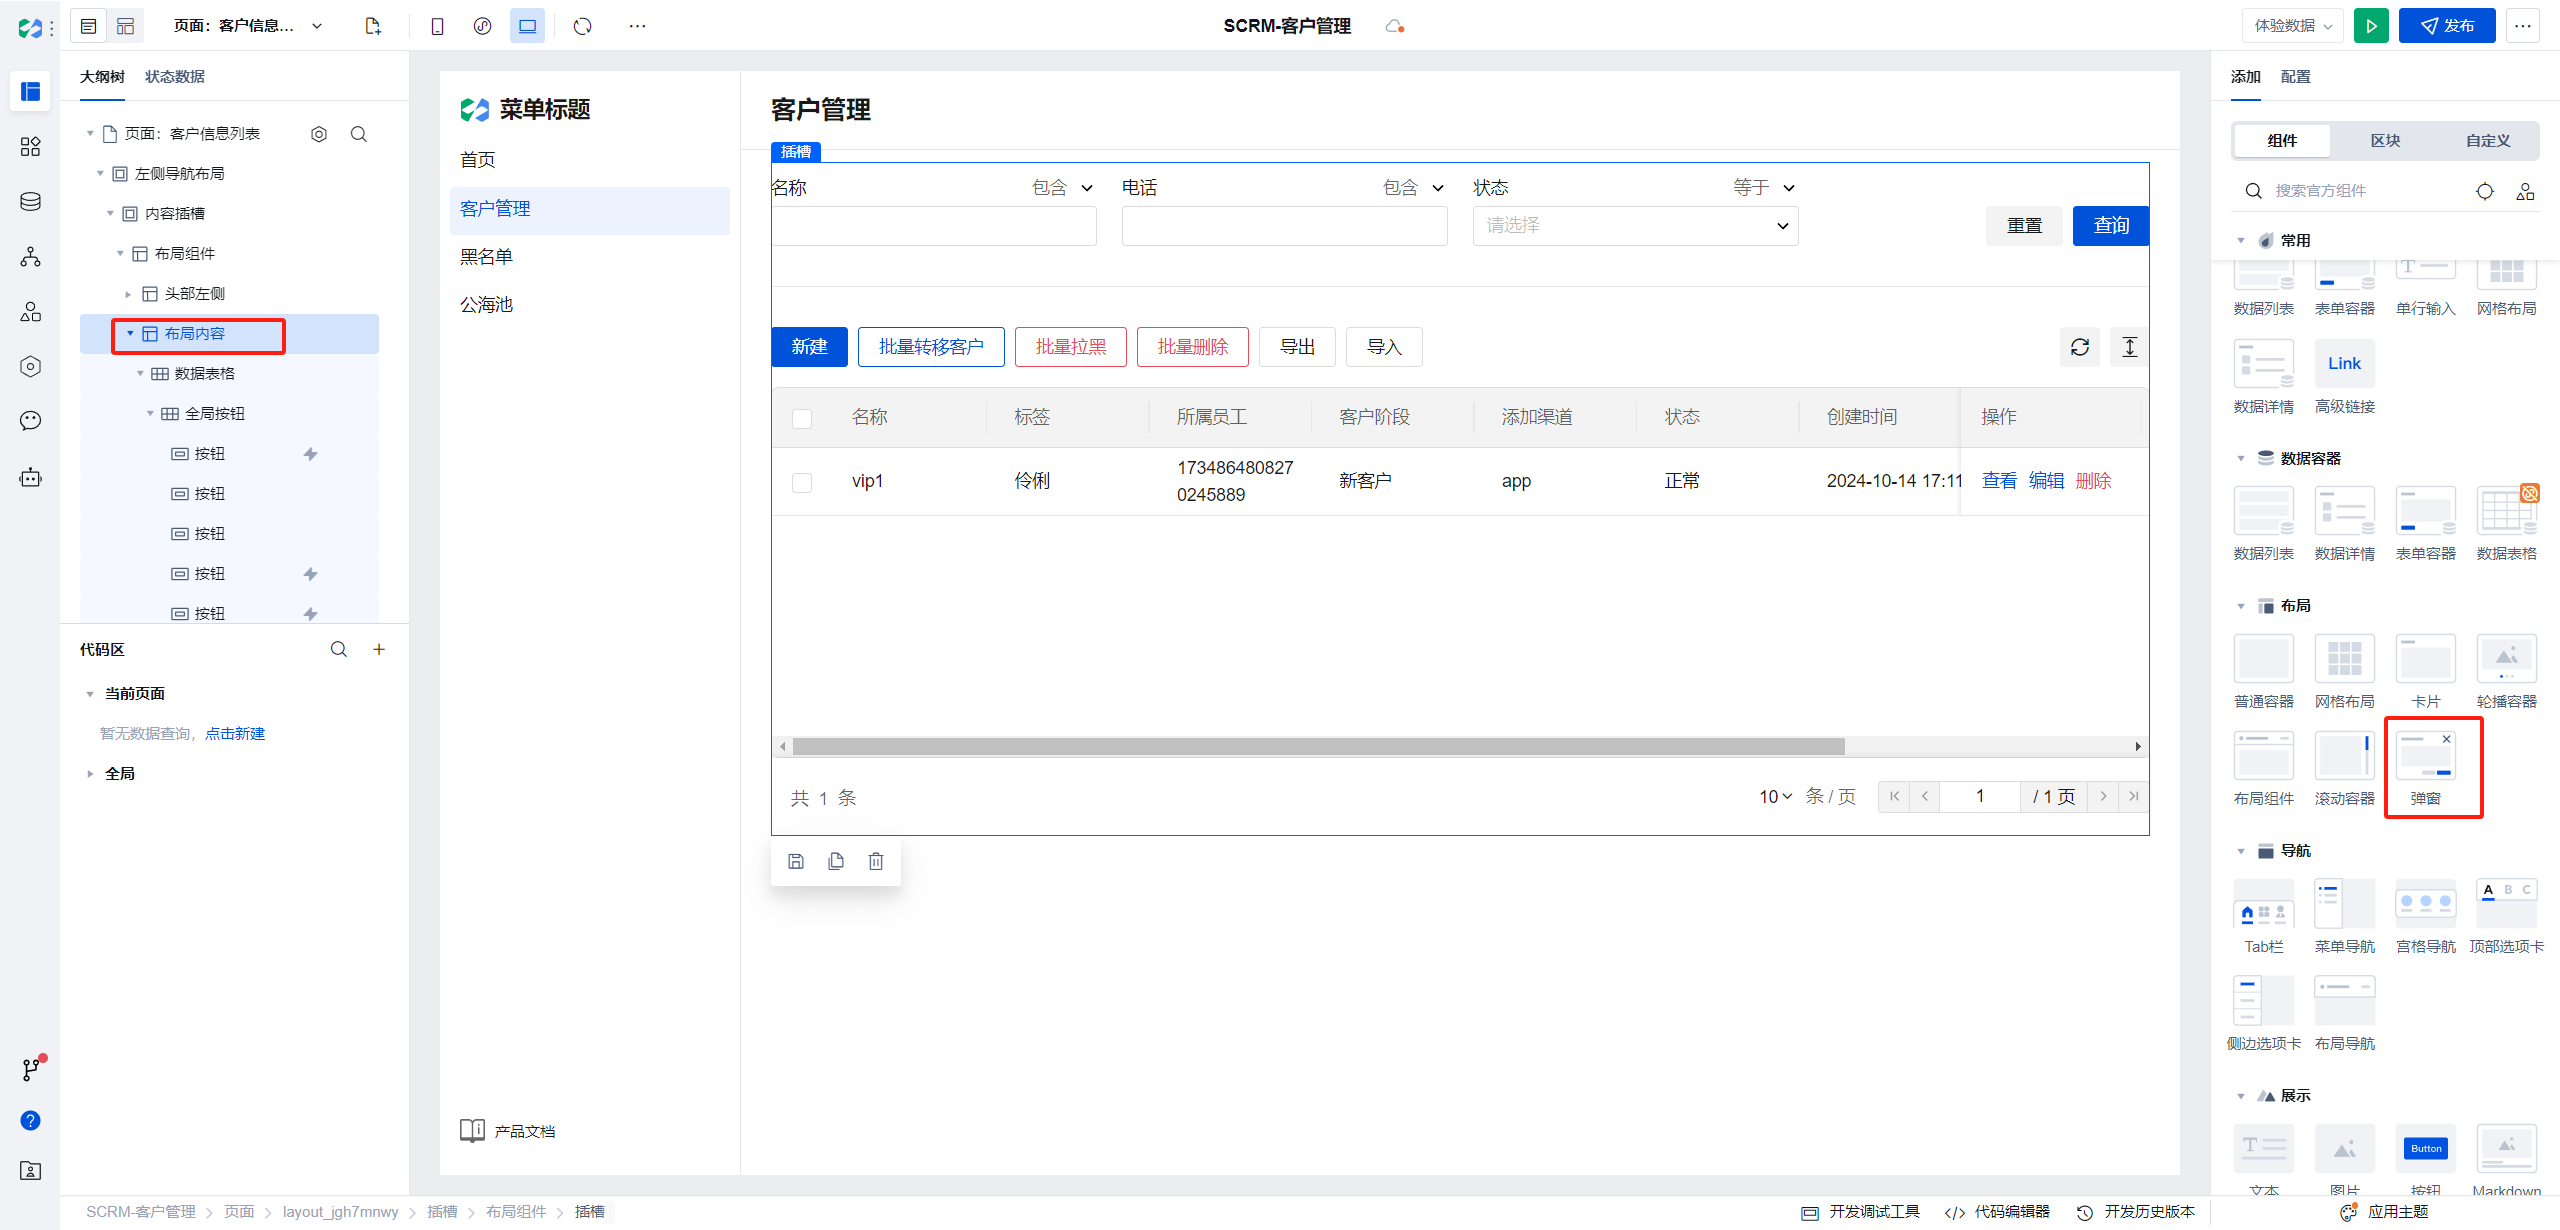 页面：客户信息...
SCRM-客户管理
体验数据
发布
大纲树
状态数据
页面：客户信息列表
左侧导航布局
内容插槽
布局组件
头部左侧
布局内容
数据表格
全局按钮
按钮
按钮
按钮
按钮
按钮
代码区
当前页面
暂无数据查询，点击新建
全局
菜单标题
首页
客户管理
黑名单
公海池
产品文档
客户管理
插槽
名称 包含
电话 包含
状态 等于
请选择
重置
查询
新建
批量转移客户
批量拉黑
批量删除
导出
导入
名称 标签 所属员工 客户阶段 添加渠道 状态 创建时间 操作
vip1 伶俐 173486480827 新客户 app 正常 2024-10-14 17:11 查看 编辑 删除
0245889
共 1 条
10 条 / 页
1 / 1 页
添加
配置
组件
区块
自定义
搜索官方组件
常用
数据列表 表单容器 单行输入 网格布局
Link
数据详情 高级链接
数据容器
数据列表 数据详情 表单容器 数据表格
布局
普通容器 网格布局 卡片 轮播容器
布局组件 滚动容器 弹窗
导航
A B C
Tab栏 菜单导航 宫格导航 顶部选项卡
侧边选项卡 布局导航
展示
T
Button
文本 图片 按钮 Markdown
SCRM-客户管理 > 页面 > layout_jgh7mnwy > 插槽 > 布局组件 > 插槽
开发调试工具
代码编辑器
开发历史版本
应用主题